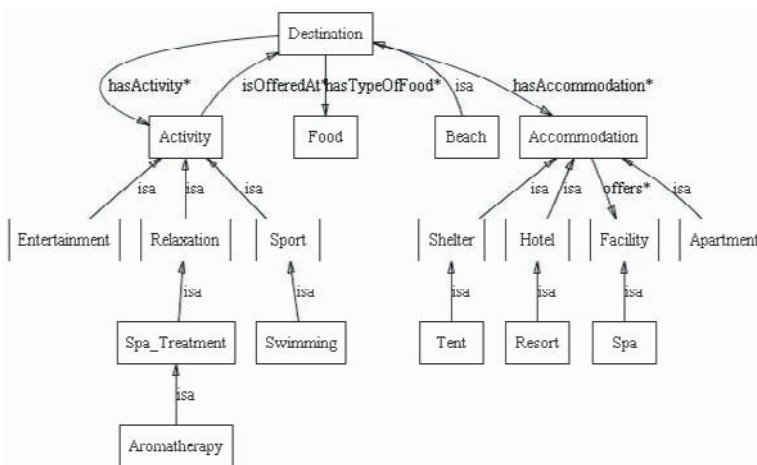 Destination
hasActivity* isOfferedAt* hasTypeOfFood* isa hasAccommodation*
Activity Food Beach Accommodation
isa isa isa isa isa offers* isa
Entertainment Relaxation Sport Shelter Hotel Facility Apartment
isa isa isa isa isa
Spa_Treatment Swimming Tent Resort Spa
isa
Aromatherapy